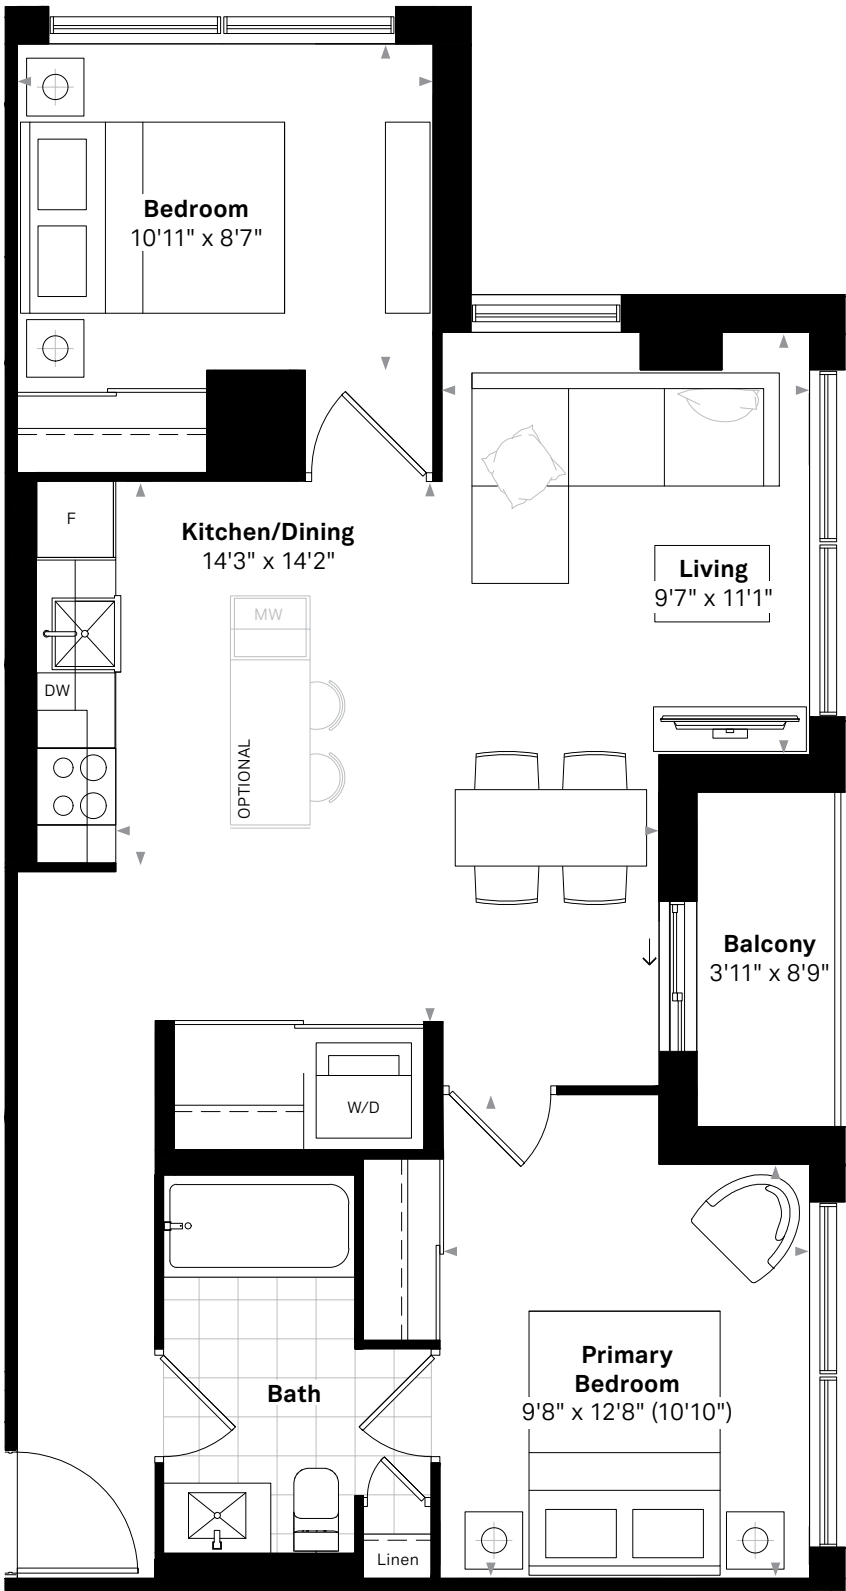 Bedroom
10'11" x 8'7"
F
Kitchen/Dining
14'3" x 14'2"
Living
9'7" x 11'1"
MW
DW
OPTIONAL
Balcony
3'11" x 8'9"
W/D
Bath
Primary
Bedroom
9'8" x 12'8" (10'10")
Linen